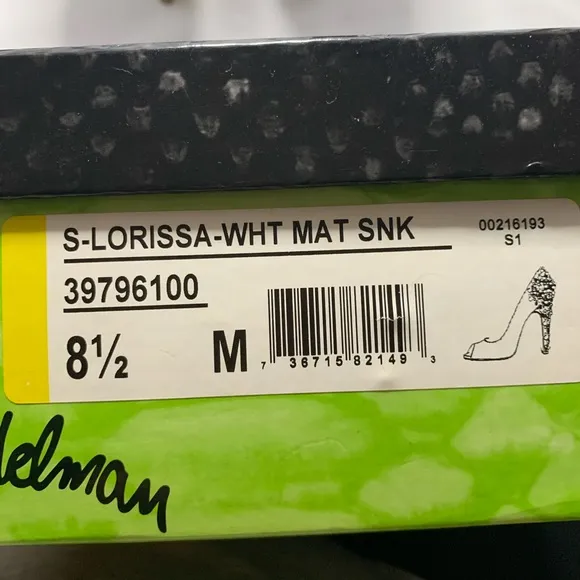 S-LORISSA-WHT MAT SNK
00216193
S1
39796100
8½ M
7 36715 82149 3
delman